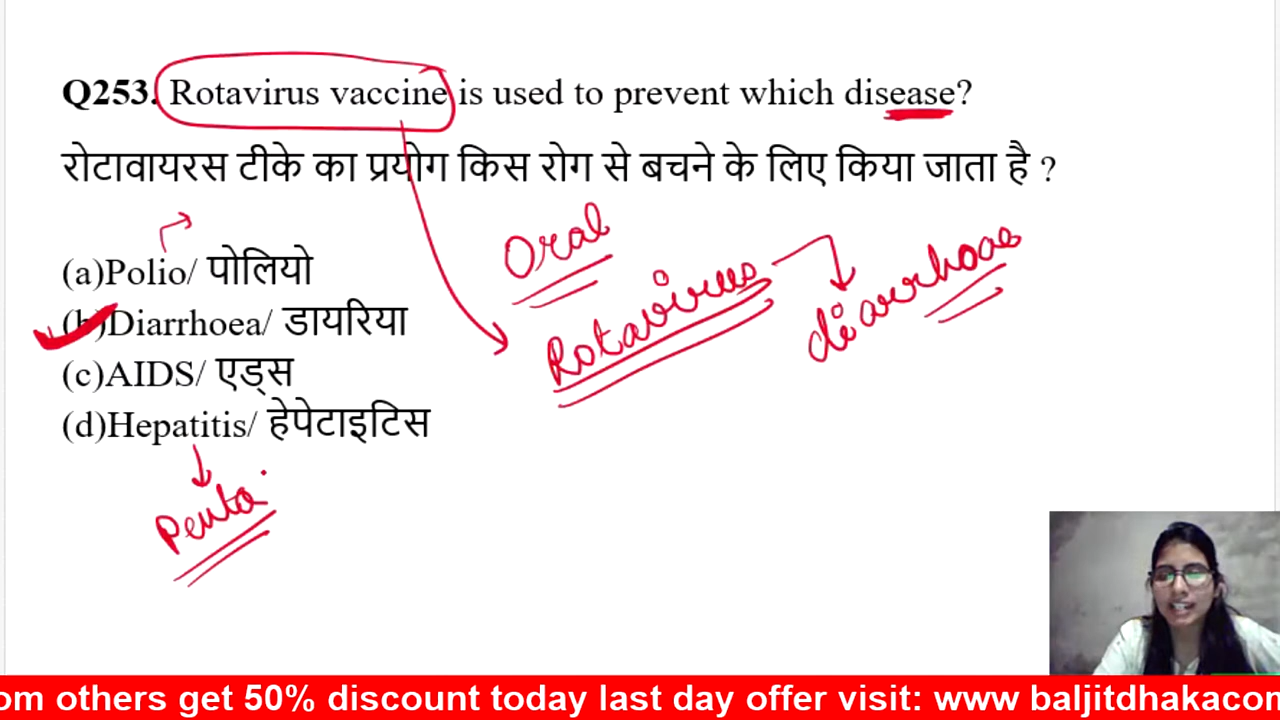 Q253. Rotavirus vaccine is used to prevent which disease?
रोटावायरस टीके का प्रयोग किस रोग से बचने के लिए किया जाता है ?
Oral
Rotavirus
diarrhoea
(a)Polio/ पोलियो
(b)Diarrhoea/ डायरिया
(c)AIDS/ एड्स
(d)Hepatitis/ हेपेटाइटिस
Penta
om others get 50% discount today last day offer visit: www baljitdhakacom